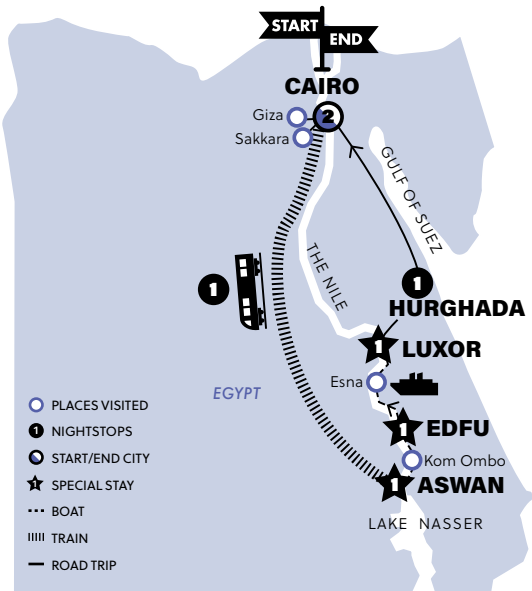 START
END
CAIRO
Giza
2
Sakkara
GULF OF SUEZ
THE NILE
1
1
HURGHADA
1
LUXOR
Esna
EGYPT
PLACES VISITED
1
NIGHTSTOPS
1
EDFU
START/END CITY
Kom Ombo
1
SPECIAL STAY
1
ASWAN
BOAT
LAKE NASSER
TRAIN
ROAD TRIP